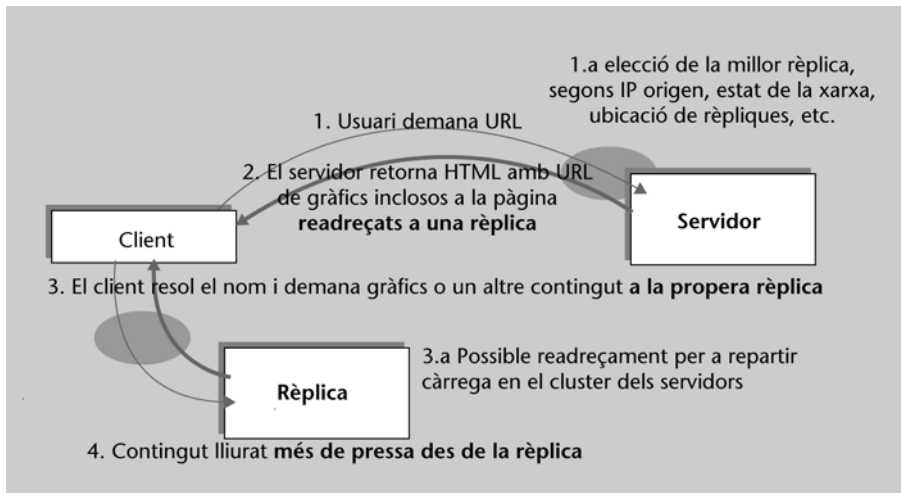 1.a elecció de la millor rèplica,
segons IP origen, estat de la xarxa,
ubicació de rèpliques, etc.
1. Usuari demana URL
2. El servidor retorna HTML amb URL
de gràfics inclosos a la pàgina
readreçats a una rèplica
Servidor
Client
3. El client resol el nom i demana gràfics o un altre contingut a la propera rèplica
3.a Possible readreçament per a repartir
càrrega en el cluster dels servidors
Rèplica
4. Contingut lliurat més de pressa des de la rèplica